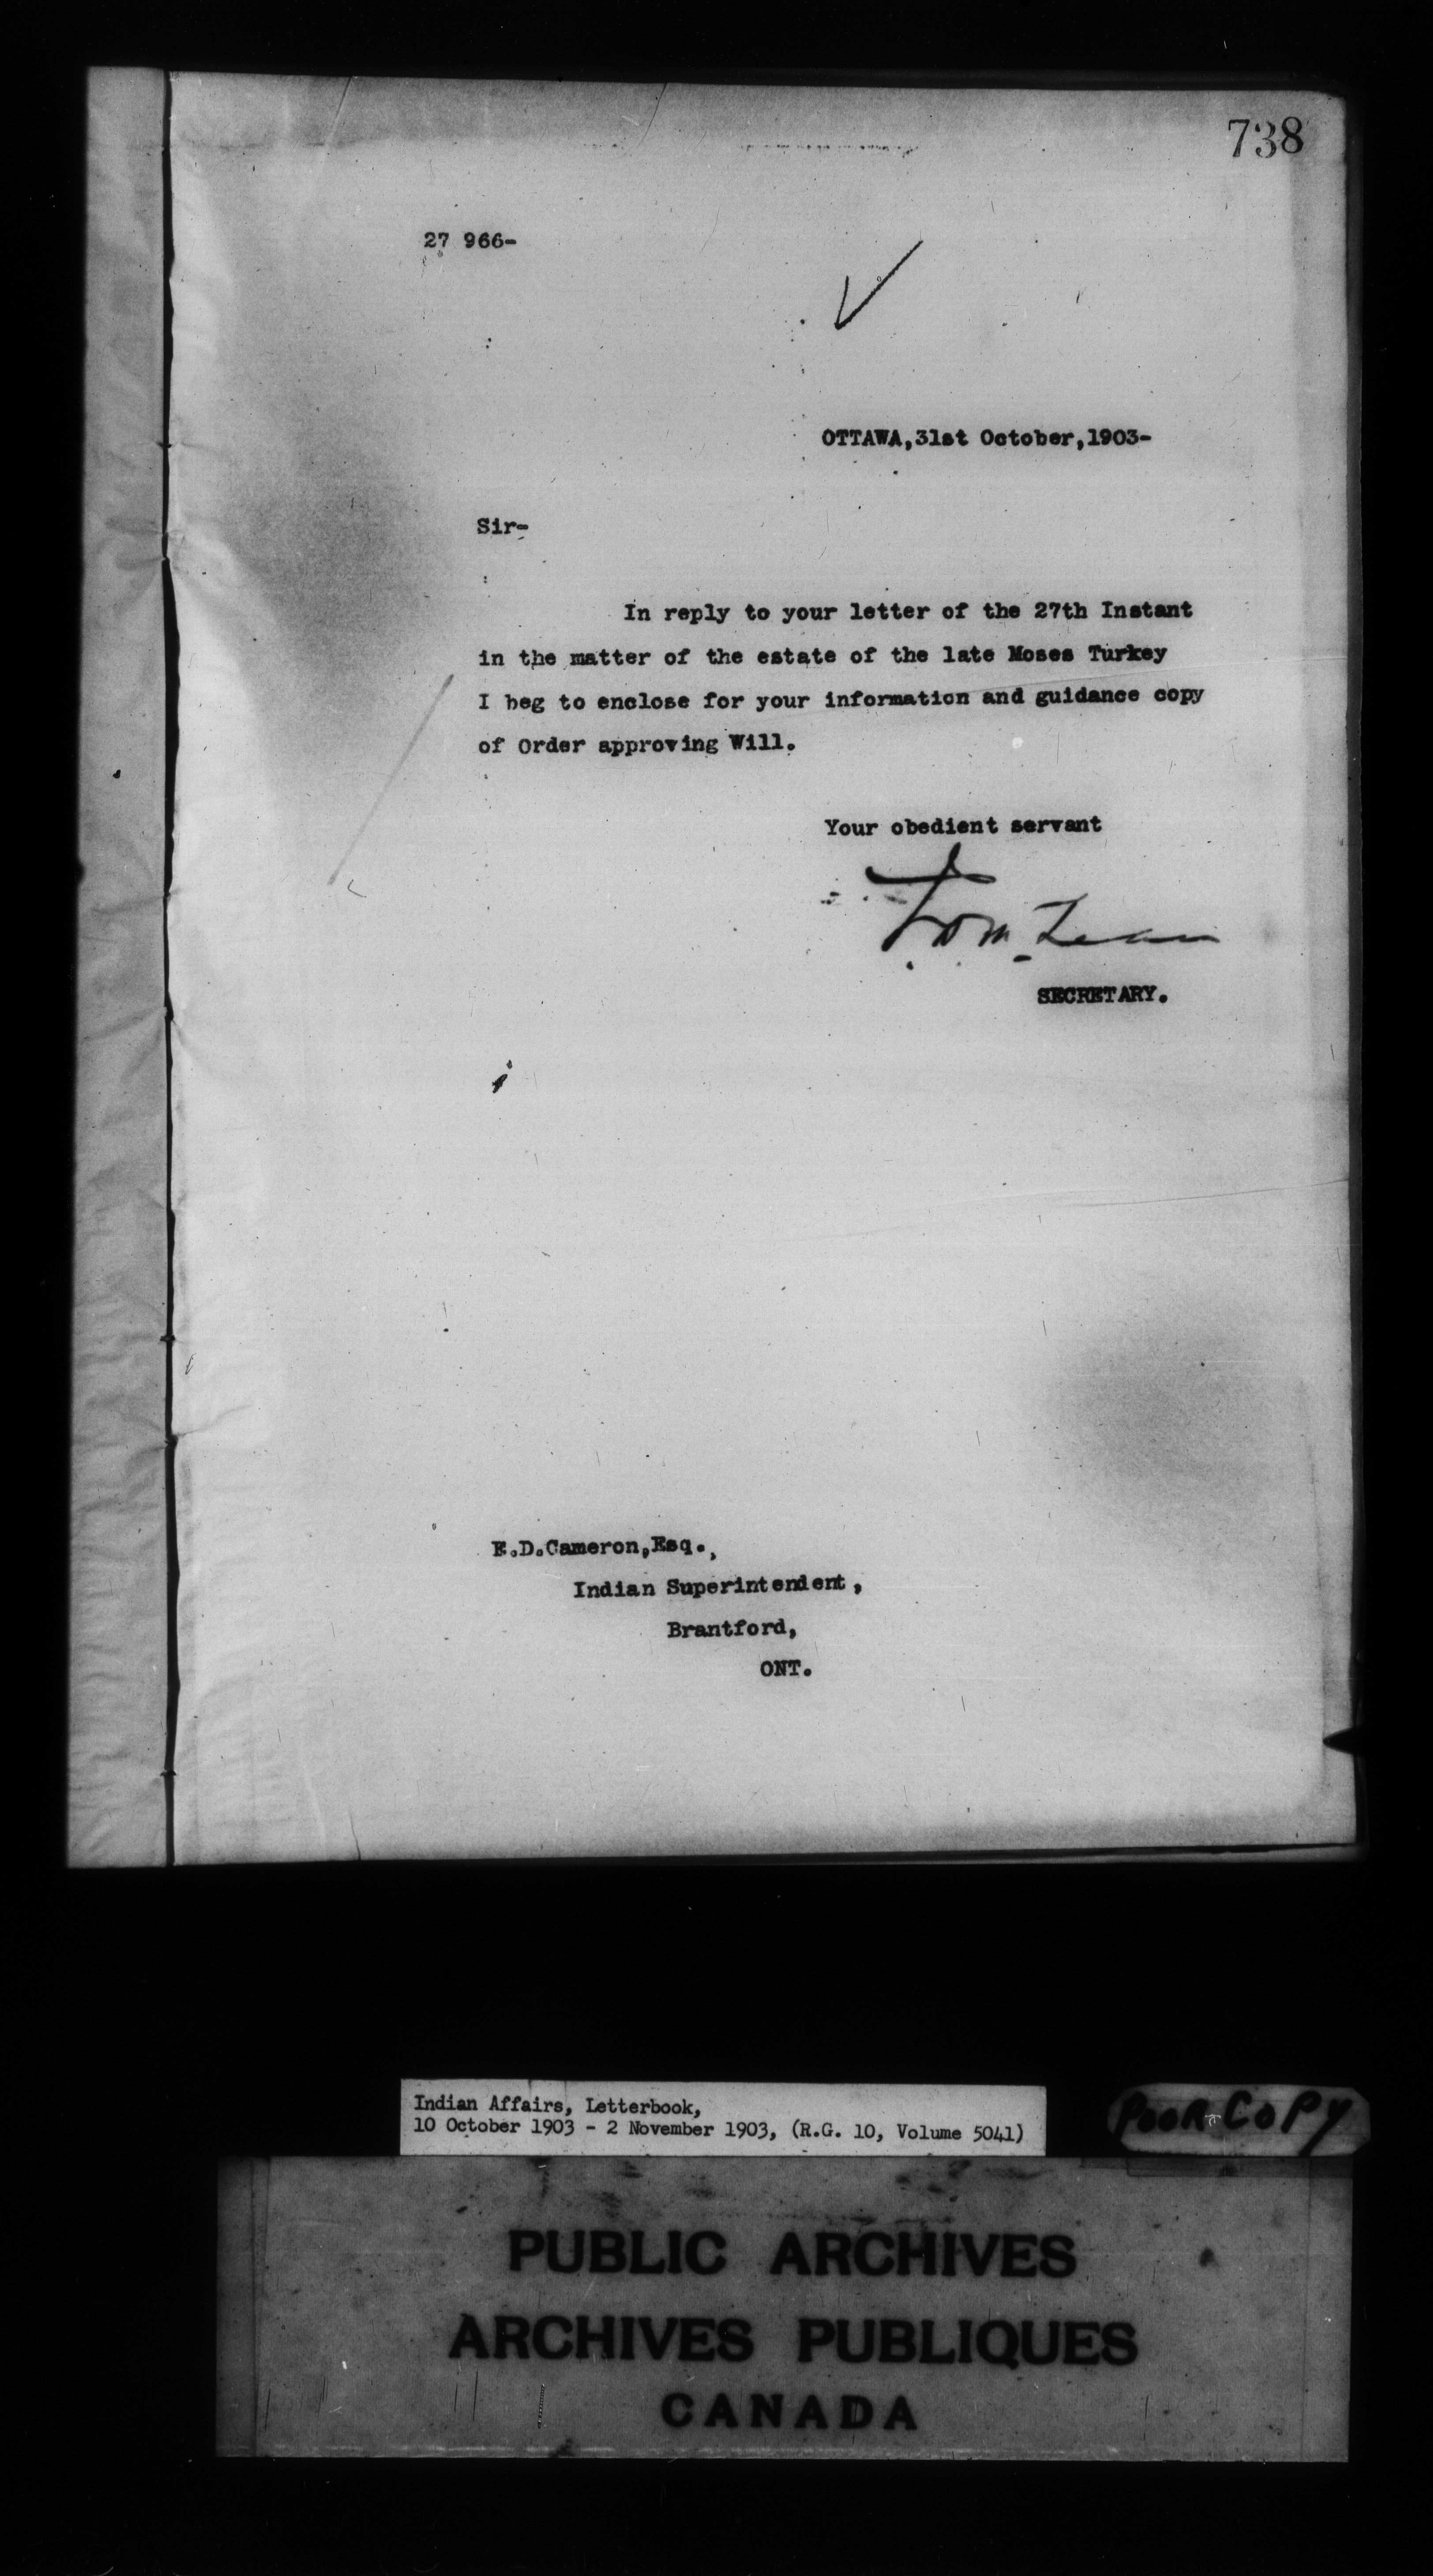 738
27 966-
OTTAWA,31st October,1903-
Sir-
In reply to your letter of the 27th Instant
in the matter of the estate of the late Moses Turkey
I beg to enclose for your information and guidance copy
of Order approving Will.
Your obedient servant
SECRETARY.
E.D.Cameron,Esq.,
Indian Superintendent,
Brantford,
ONT.
Indian Affairs, Letterbook,
10 October 1903 - 2 November 1903, (R.G. 10, Volume 5041)
POOR COPY
PUBLIC ARCHIVES
ARCHIVES PUBLIQUES
CANADA